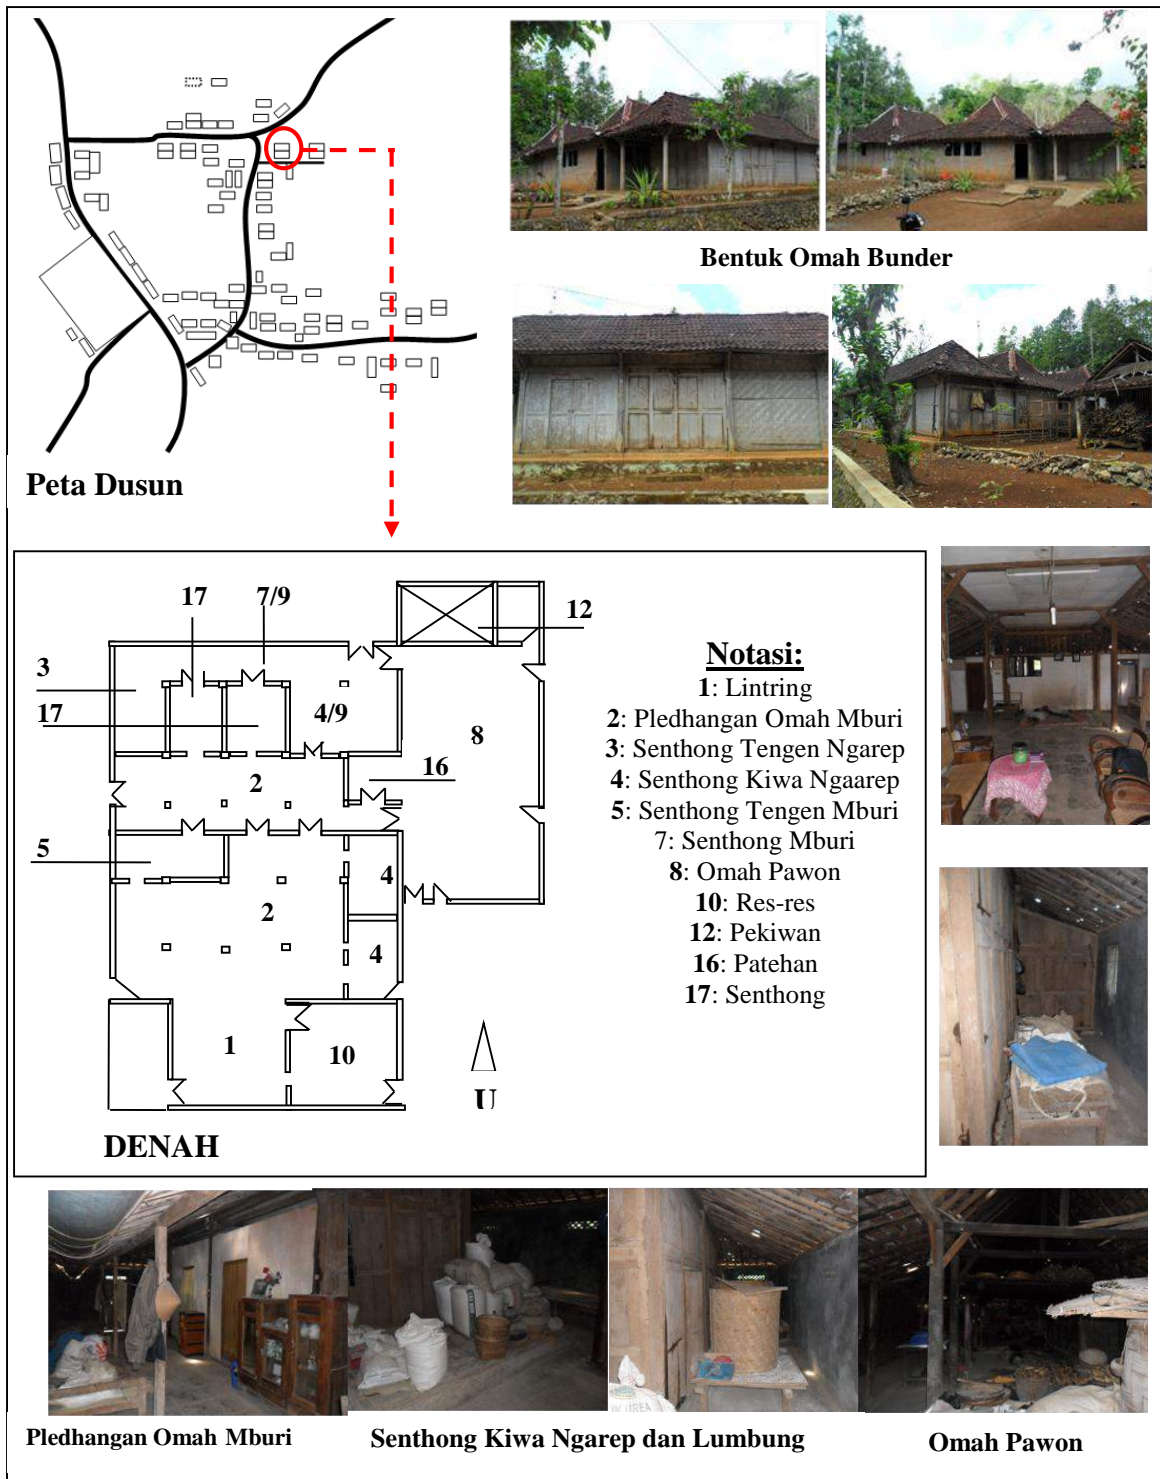 Bentuk Omah Bunder
Peta Dusun
17
7/9
12
3
17
4/9
8
2
16
5
4
2
4
1
10
U
DENAH
Notasi:
1: Lintring
2: Pledhangan Omah Mburi
3: Senthong Tengen Ngarep
4: Senthong Kiwa Ngaarep
5: Senthong Tengen Mburi
7: Senthong Mburi
8: Omah Pawon
10: Res-res
12: Pekiwan
16: Patehan
17: Senthong
UREA
Pledhangan Omah Mburi
Senthong Kiwa Ngarep dan Lumbung
Omah Pawon